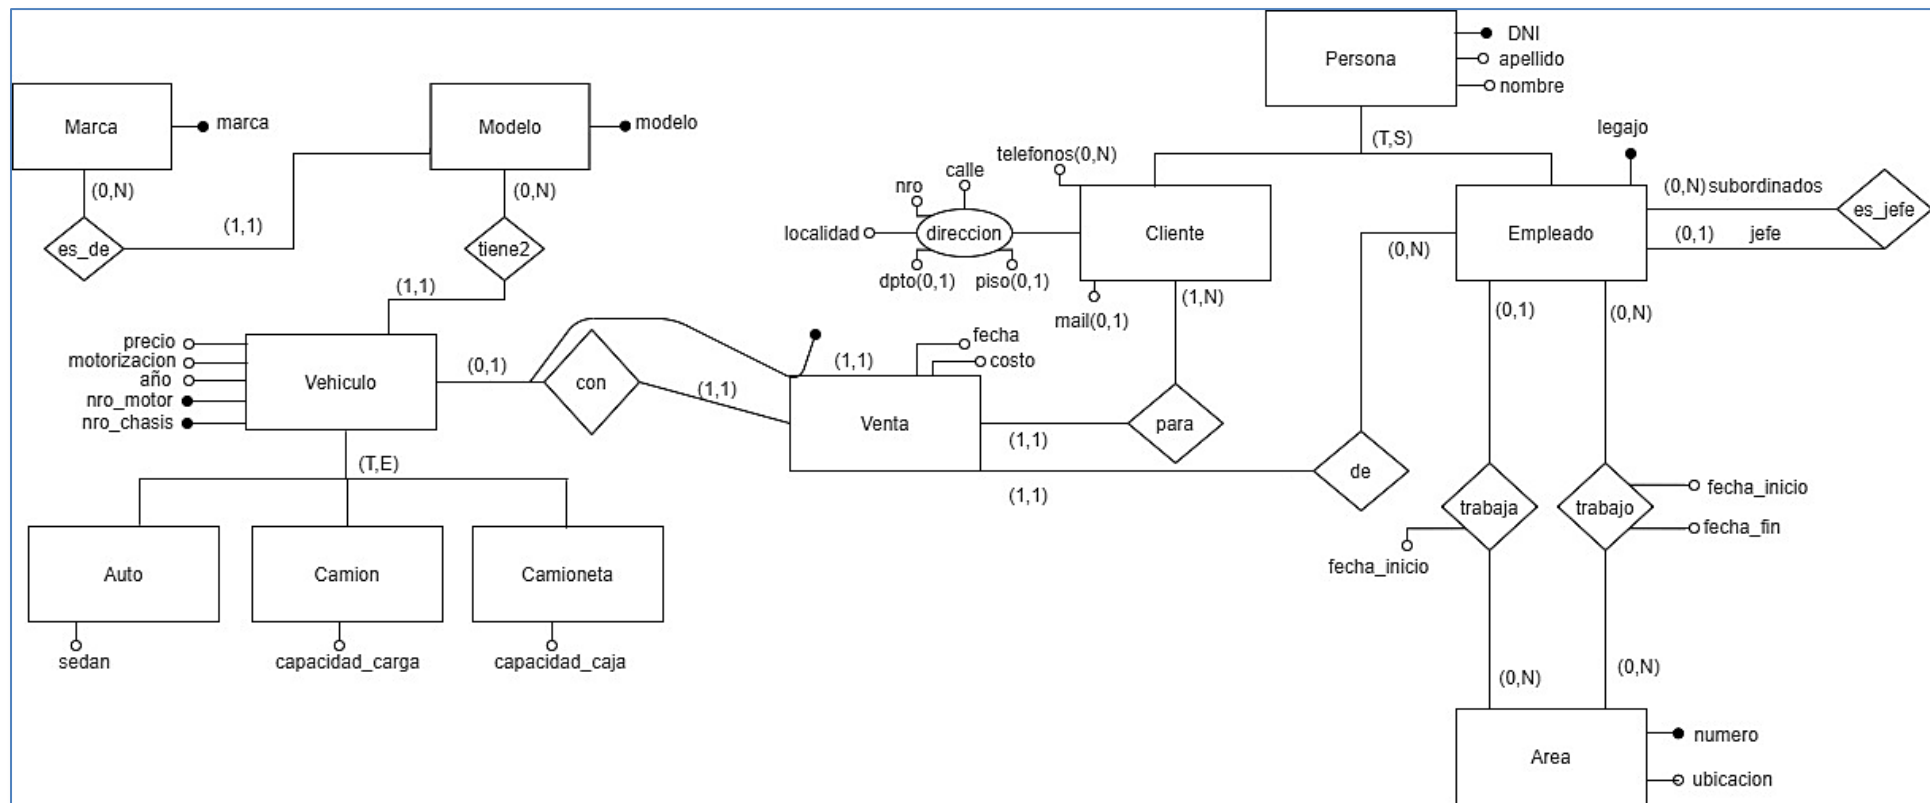 Persona
DNI
apellido
nombre
(T,S)
Marca
marca
Modelo
modelo
(0,N)
es_de
(1,1)
(0,N)
tiene2
(1,1)
telefonos(0,N)
calle
nro
localidad
direccion
dpto(0,1)
piso(0,1)
Cliente
mail(0,1)
(1,N)
legajo
Empleado
(0,N) subordinados
(0,1) jefe
es_jefe
(0,N)
(0,1)
(0,N)
precio
motorizacion
año
nro_motor
nro_chasis
Vehiculo
(0,1)
con
(1,1)
(1,1)
fecha
costo
Venta
(1,1)
para
(1,1)
de
(T,E)
Auto
Camion
Camioneta
sedan
capacidad_carga
capacidad_caja
trabaja
fecha_inicio
trabajo
fecha_inicio
fecha_fin
(0,N)
(0,N)
Area
numero
ubicacion